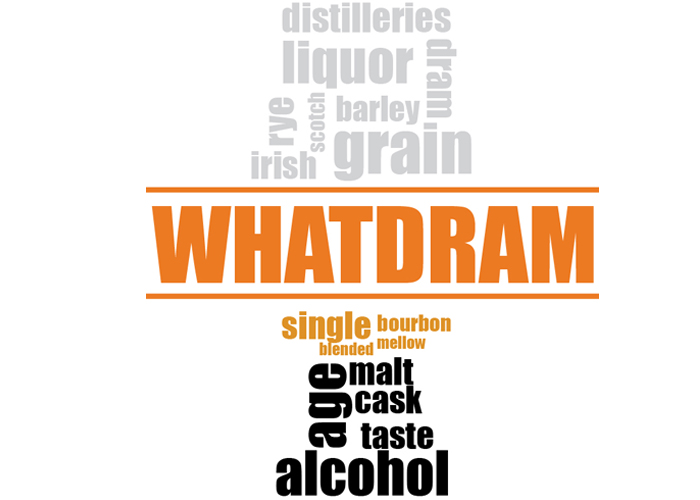 distilleries
liquor
dram
rye
scotch
barley
irish
grain
WHATDRAM
single
bourbon
blended
mellow
age
malt
cask
taste
alcohol